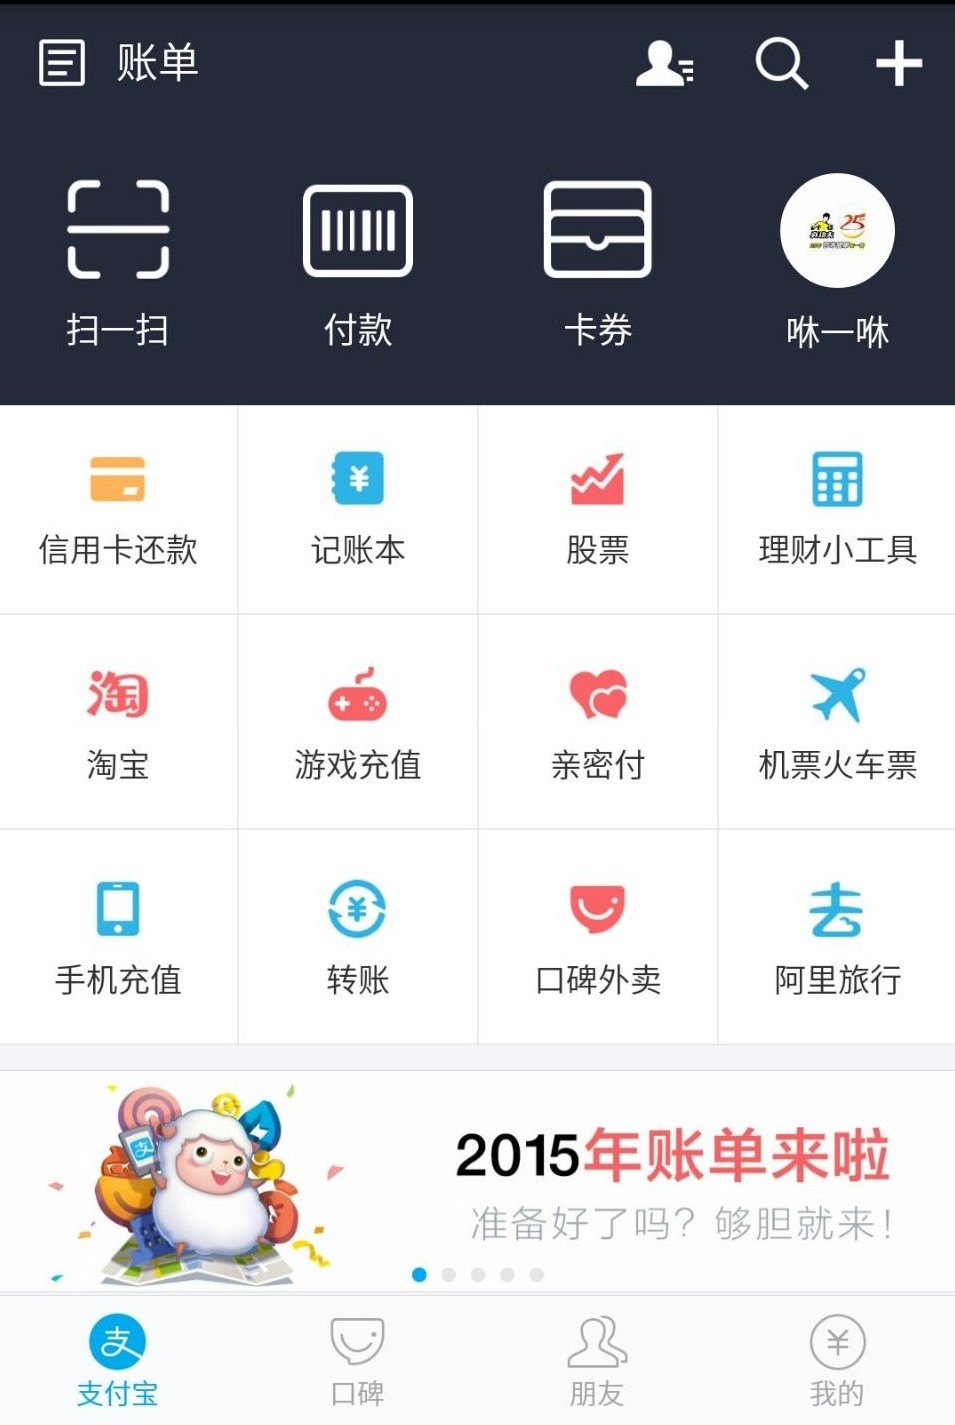 账单
扫一扫
付款
卡券
咻一咻
25
信用卡还款
记账本
股票
理财小工具
淘
淘宝
游戏充值
亲密付
机票火车票
手机充值
转账
口碑外卖
去
阿里旅行
2015年账单来啦
准备好了吗？够胆就来！
支
支付宝
口碑
朋友
我的